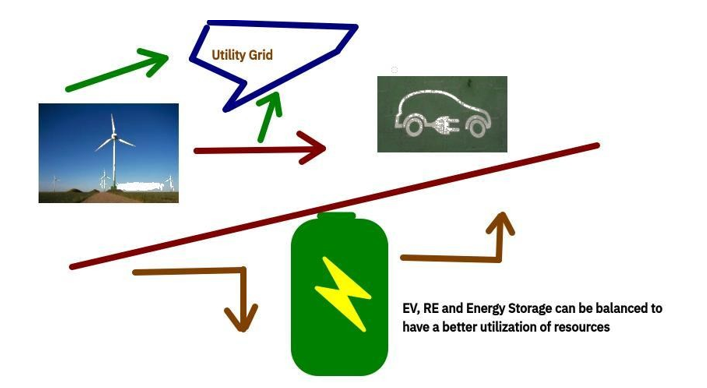 Utility Grid
EV, RE and Energy Storage can be balanced to
have a better utilization of resources